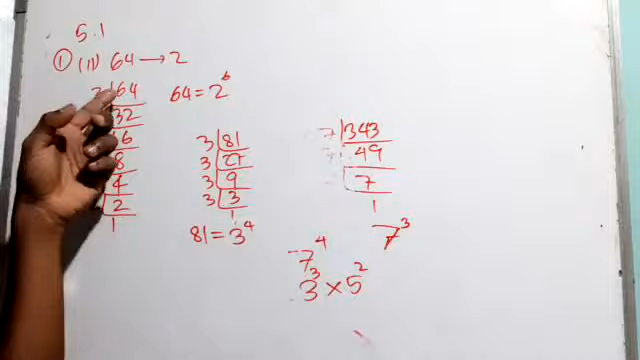 5.1
① (ii) 64 → 2
2 | 64
32
16
8
4
2
1
64 = 2⁶
3 | 81
3 | 27
3 | 9
3 | 3
1
81 = 3⁴
7 | 343
49
7
1
7³
7⁴
3³ × 5²